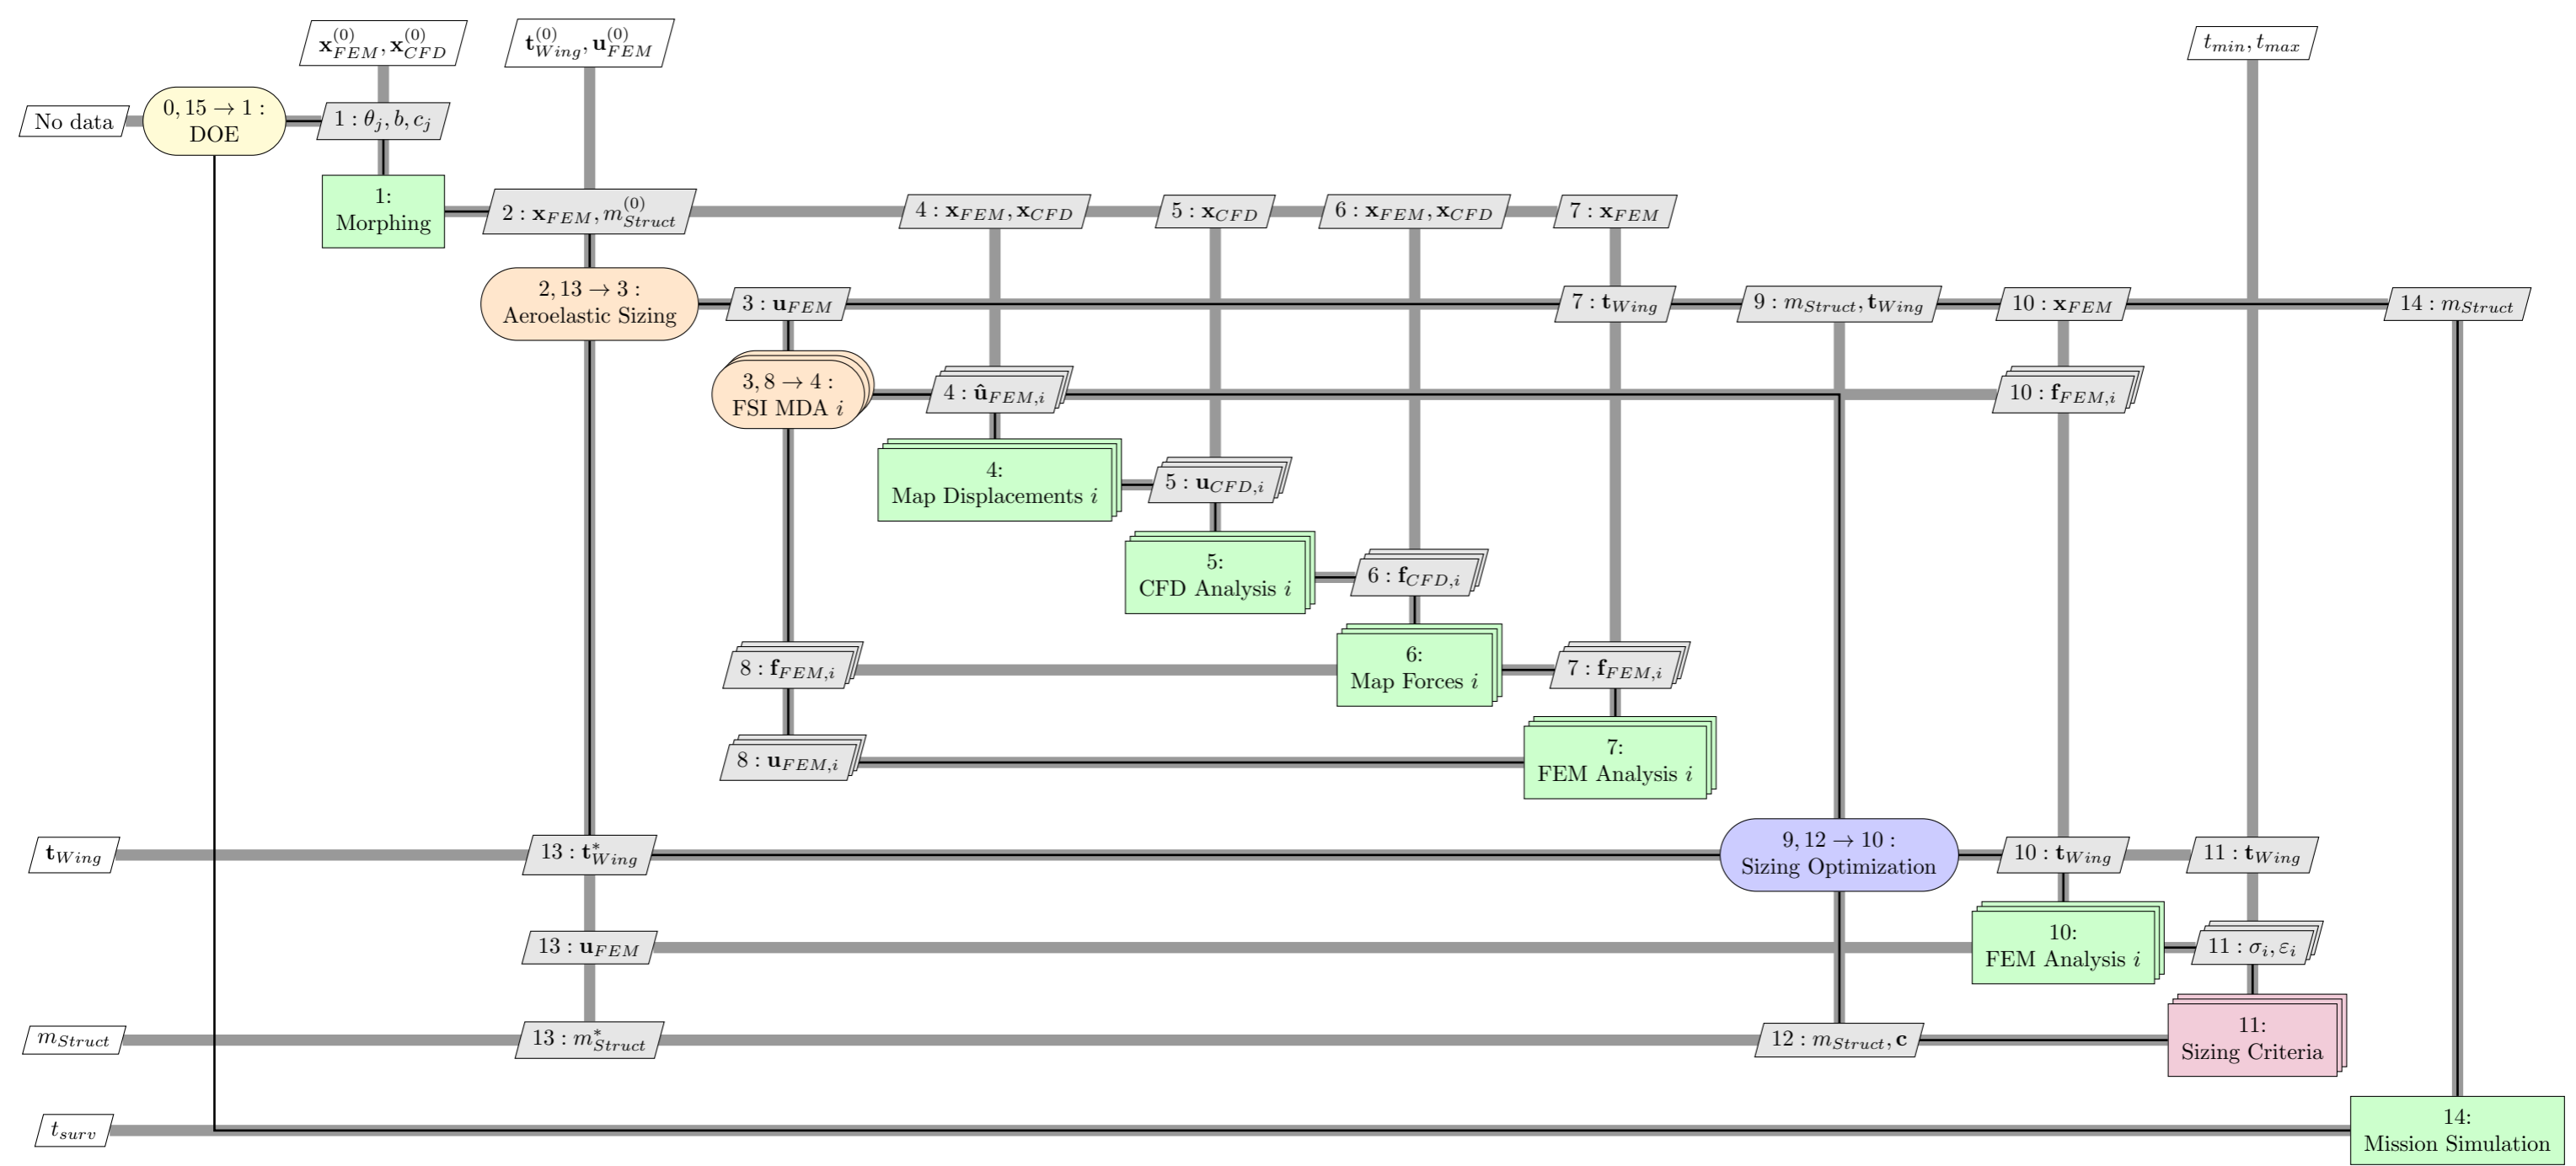 𝐱_{FEM}^{(0)}, 𝐱_{CFD}^{(0)}
𝐭_{Wing}^{(0)}, 𝐮_{FEM}^{(0)}
t_{min}, t_{max}
No data
0, 15 → 1 :
DOE
1 : θ_j, b, c_j
1:
Morphing
2 : 𝐱_{FEM}, m_{Struct}^{(0)}
4 : 𝐱_{FEM}, 𝐱_{CFD}
5 : 𝐱_{CFD}
6 : 𝐱_{FEM}, 𝐱_{CFD}
7 : 𝐱_{FEM}
2, 13 → 3 :
Aeroelastic Sizing
3 : 𝐮_{FEM}
7 : 𝐭_{Wing}
9 : m_{Struct}, 𝐭_{Wing}
10 : 𝐱_{FEM}
14 : m_{Struct}
3, 8 → 4 :
FSI MDA i
4 : 𝐮̂_{FEM,i}
10 : 𝐟_{FEM,i}
4:
Map Displacements i
5 : 𝐮_{CFD,i}
5:
CFD Analysis i
6 : 𝐟_{CFD,i}
8 : 𝐟_{FEM,i}
6:
Map Forces i
7 : 𝐟_{FEM,i}
8 : 𝐮_{FEM,i}
7:
FEM Analysis i
𝐭_{Wing}
13 : 𝐭*_{Wing}
9, 12 → 10 :
Sizing Optimization
10 : 𝐭_{Wing}
11 : 𝐭_{Wing}
13 : 𝐮_{FEM}
10:
FEM Analysis i
11 : σ_i, ε_i
m_{Struct}
13 : m*_{Struct}
12 : m_{Struct}, 𝐜
11:
Sizing Criteria
t_{surv}
14:
Mission Simulation